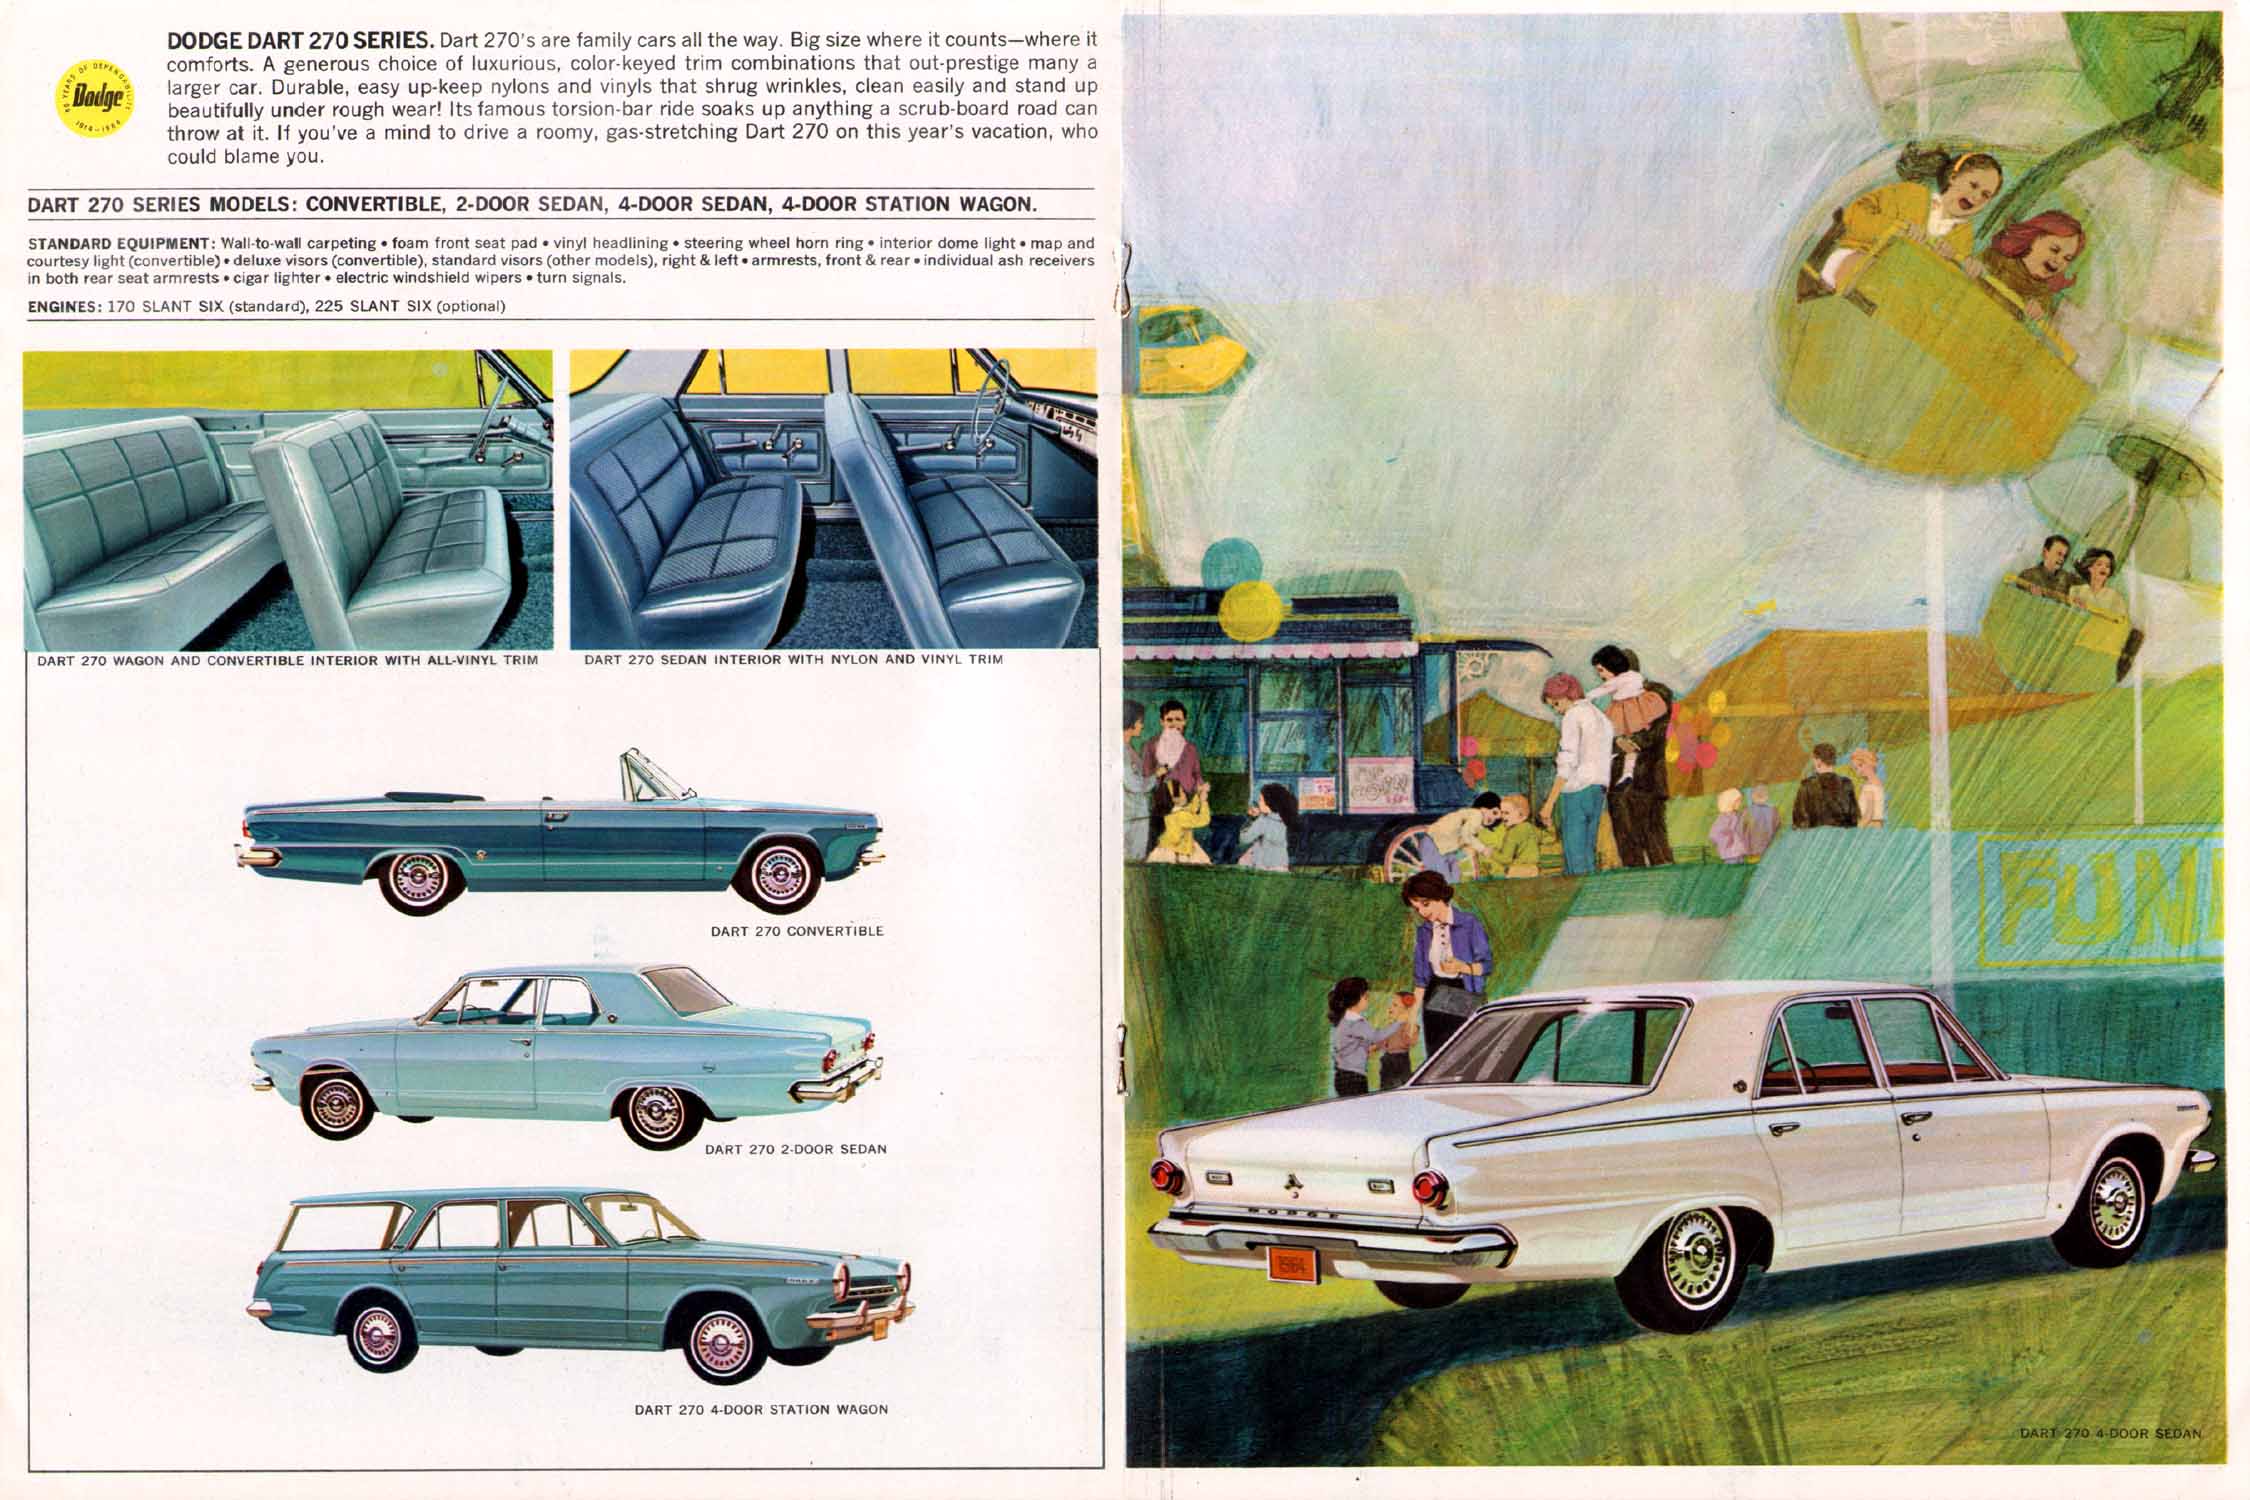 DODGE DART 270 SERIES. Dart 270's are family cars all the way. Big size where it counts—where it
comforts. A generous choice of luxurious, color-keyed trim combinations that out-prestige many a
larger car. Durable, easy up-keep nylons and vinyls that shrug wrinkles, clean easily and stand up
beautifully under rough wear! Its famous torsion-bar ride soaks up anything a scrub-board road can
throw at it. If you've a mind to drive a roomy, gas-stretching Dart 270 on this year's vacation, who
could blame you.
50 YEARS OF DEPENDABILITY
Dodge
1914-1964
DART 270 SERIES MODELS: CONVERTIBLE, 2-DOOR SEDAN, 4-DOOR SEDAN, 4-DOOR STATION WAGON.
STANDARD EQUIPMENT: Wall-to-wall carpeting • foam front seat pad • vinyl headlining • steering wheel horn ring • interior dome light • map and
courtesy light (convertible) • deluxe visors (convertible), standard visors (other models), right & left • armrests, front & rear • individual ash receivers
in both rear seat armrests • cigar lighter • electric windshield wipers • turn signals.
ENGINES: 170 SLANT SIX (standard), 225 SLANT SIX (optional)
DART 270 WAGON AND CONVERTIBLE INTERIOR WITH ALL-VINYL TRIM
DART 270 SEDAN INTERIOR WITH NYLON AND VINYL TRIM
DART 270 CONVERTIBLE
DART 270 2-DOOR SEDAN
DART 270 4-DOOR STATION WAGON
FUN
DODGE
1964
DART 270 4-DOOR SEDAN